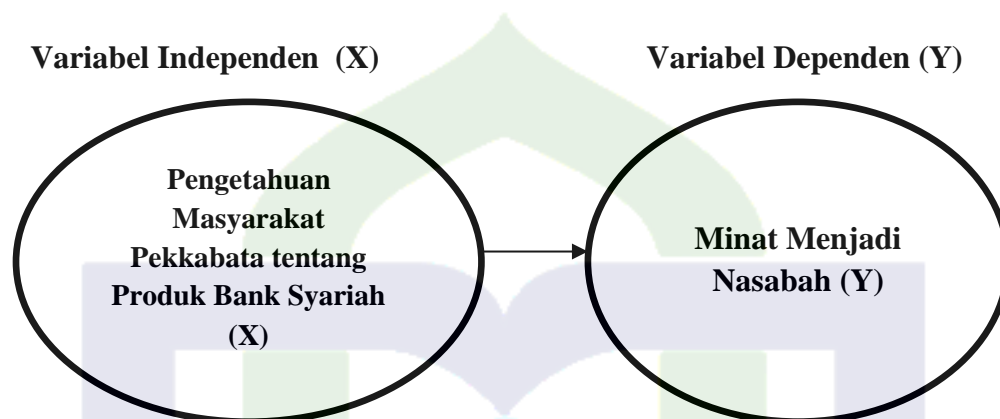 Variabel Independen (X)
Variabel Dependen (Y)
Pengetahuan
Masyarakat
Pekkabata tentang
Produk Bank Syariah
(X)
Minat Menjadi
Nasabah (Y)